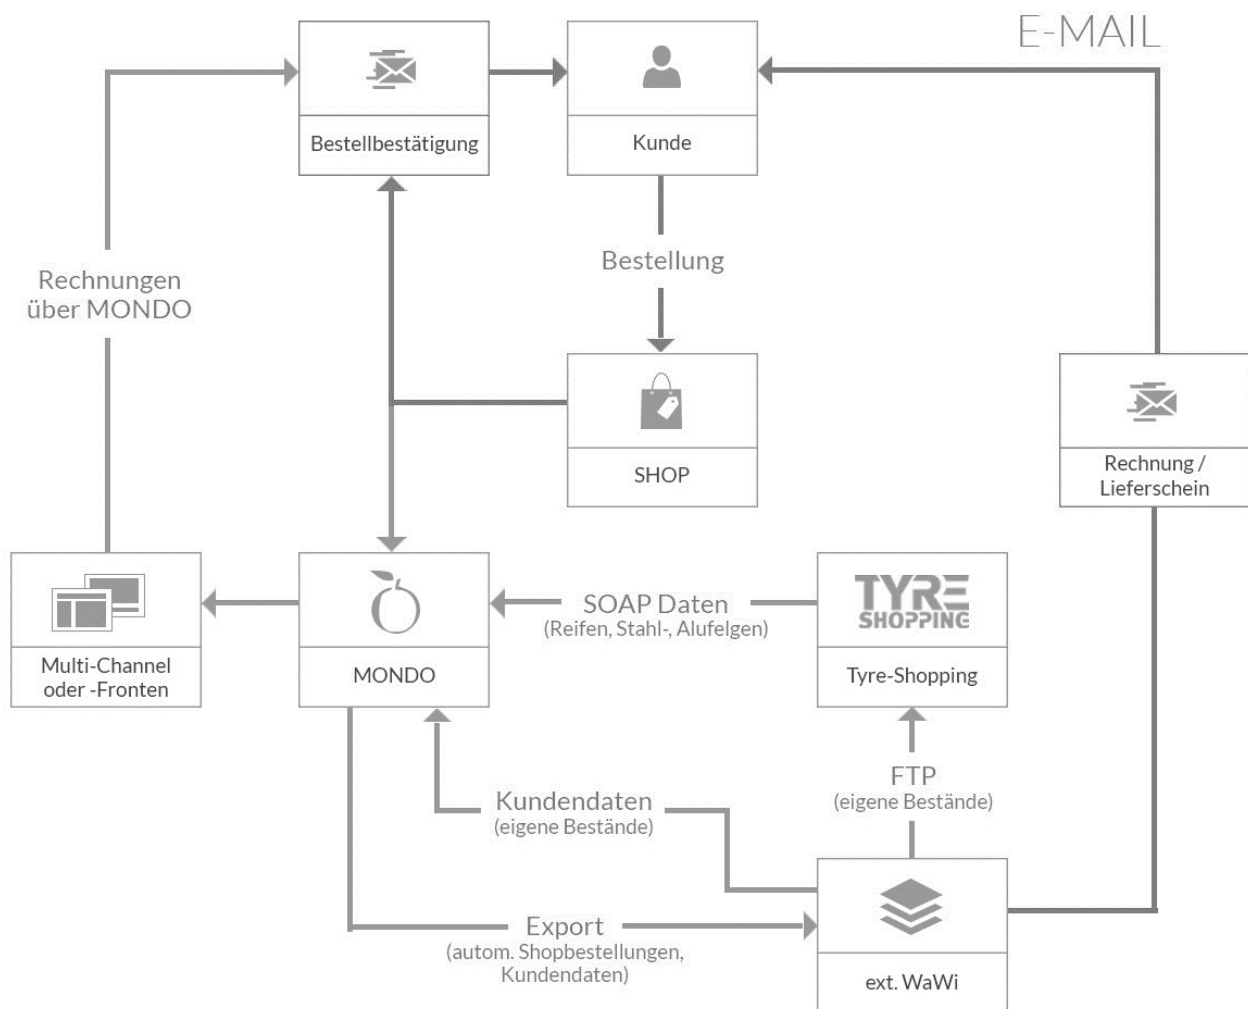 E-MAIL
Bestellbestätigung
Kunde
Bestellung
Rechnungen
über MONDO
SHOP
Rechnung /
Lieferschein
Multi-Channel
oder -Fronten
MONDO
SOAP Daten
(Reifen, Stahl-, Alufelgen)
TYRE
SHOPPING
Tyre-Shopping
Kundendaten
(eigene Bestände)
FTP
(eigene Bestände)
Export
(autom. Shopbestellungen,
Kundendaten)
ext. WaWi